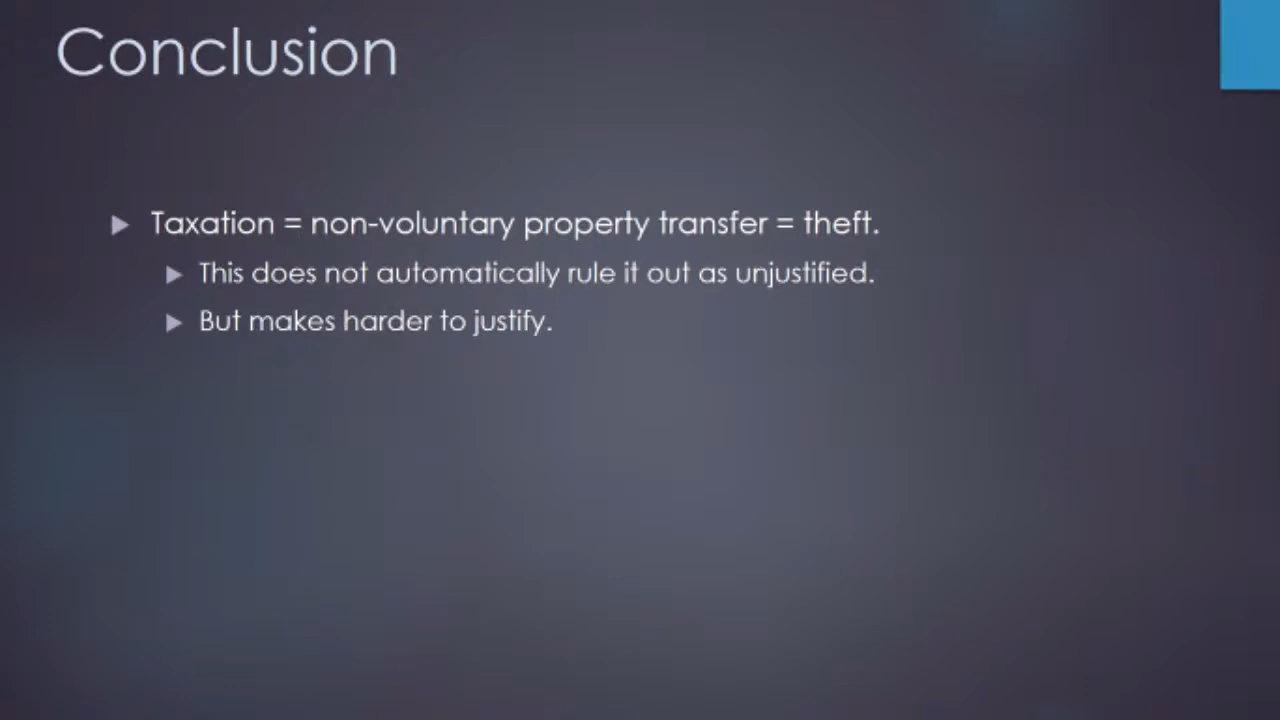 Conclusion
Taxation = non-voluntary property transfer = theft.
This does not automatically rule it out as unjustified.
But makes harder to justify.